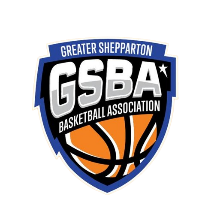 GREATER SHEPPARTON
GSBA
BASKETBALL ASSOCIATION